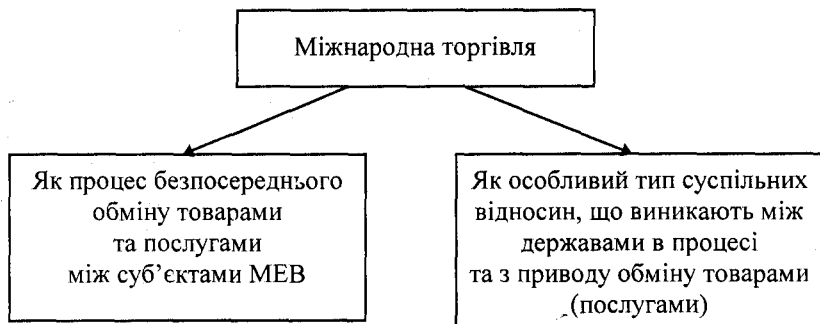 Міжнародна торгівля
Як процес безпосереднього
обміну товарами
та послугами
між суб’єктами МЕВ
Як особливий тип суспільних
відносин, що виникають між
державами в процесі
та з приводу обміну товарами
(послугами)